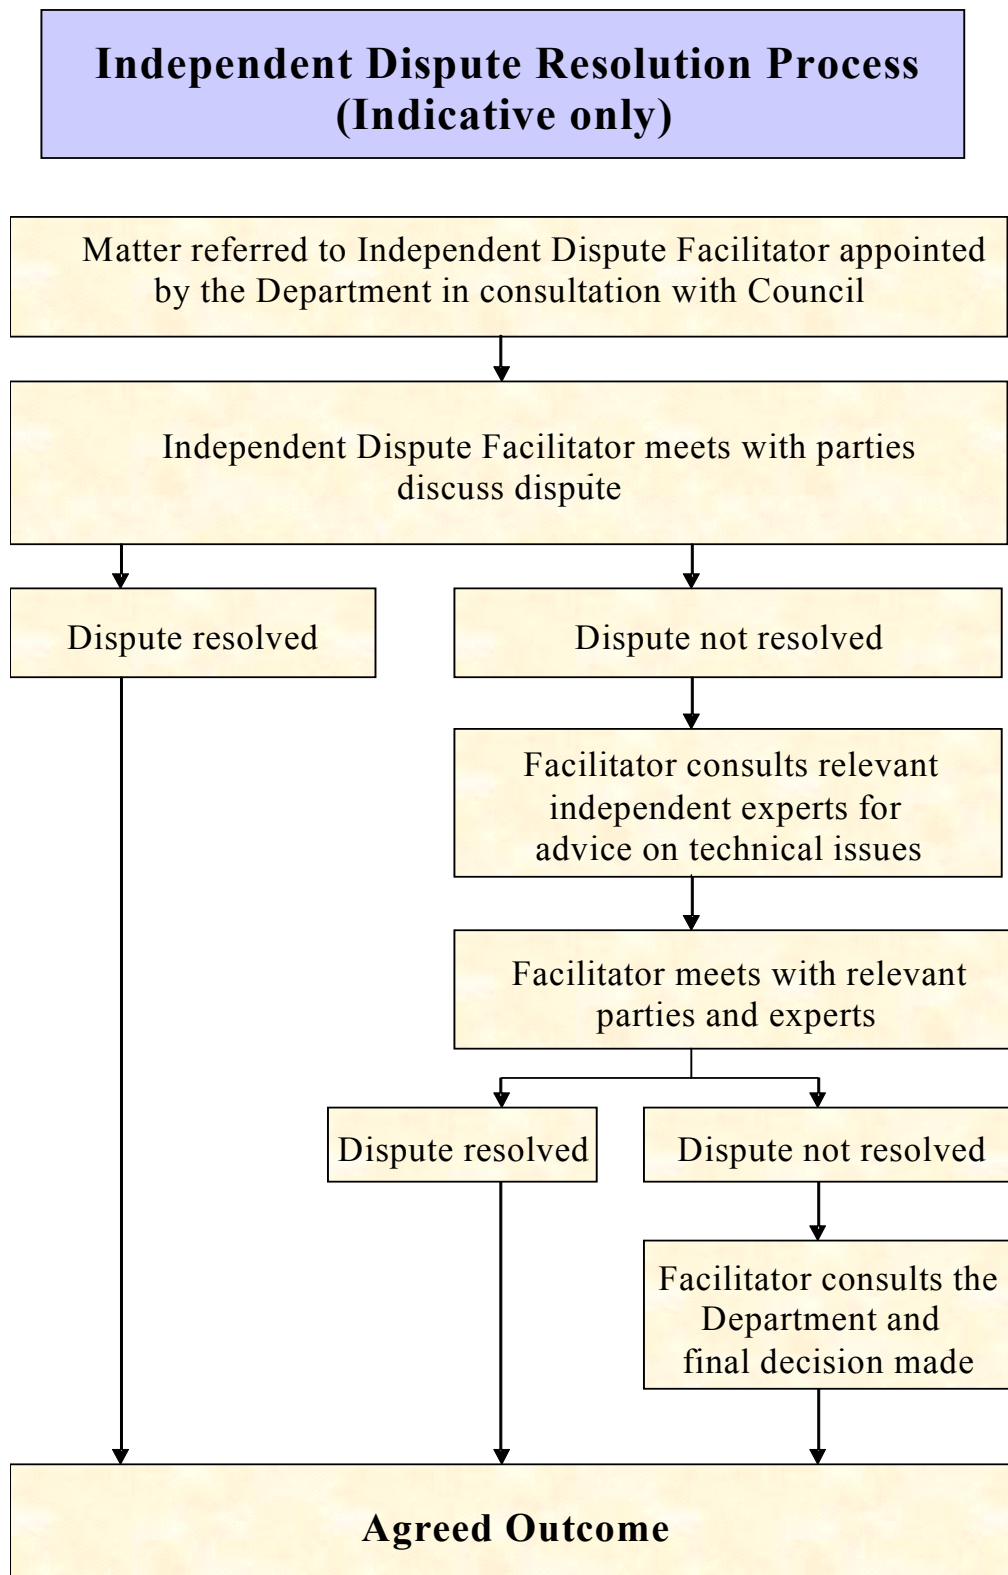 Independent Dispute Resolution Process
(Indicative only)
Matter referred to Independent Dispute Facilitator appointed
by the Department in consultation with Council
Independent Dispute Facilitator meets with parties
discuss dispute
Dispute resolved
Dispute not resolved
Facilitator consults relevant
independent experts for
advice on technical issues
Facilitator meets with relevant
parties and experts
Dispute resolved
Dispute not resolved
Facilitator consults the
Department and
final decision made
Agreed Outcome